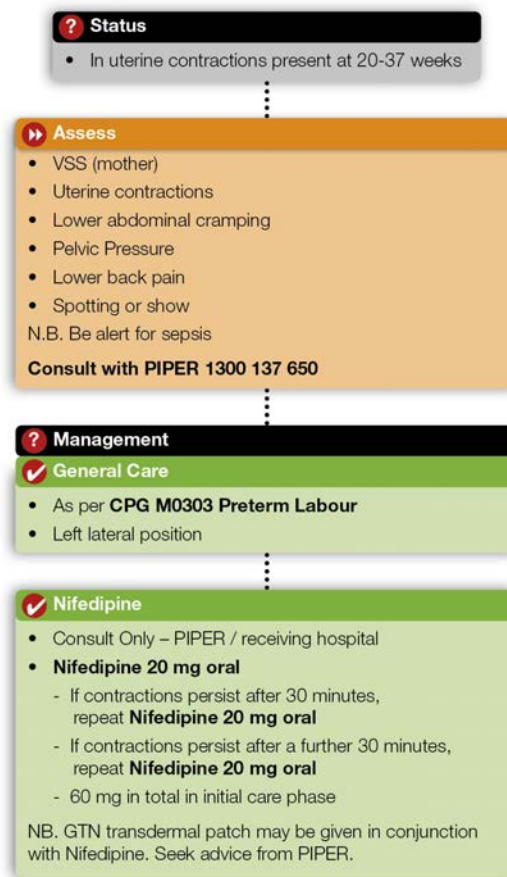 ? Status
• In uterine contractions present at 20-37 weeks
Assess
• VSS (mother)
• Uterine contractions
• Lower abdominal cramping
• Pelvic Pressure
• Lower back pain
• Spotting or show
N.B. Be alert for sepsis
Consult with PIPER 1300 137 650
? Management
General Care
• As per CPG M0303 Preterm Labour
• Left lateral position
Nifedipine
• Consult Only – PIPER / receiving hospital
• Nifedipine 20 mg oral
- If contractions persist after 30 minutes,
repeat Nifedipine 20 mg oral
- If contractions persist after a further 30 minutes,
repeat Nifedipine 20 mg oral
- 60 mg in total in initial care phase
NB. GTN transdermal patch may be given in conjunction
with Nifedipine. Seek advice from PIPER.